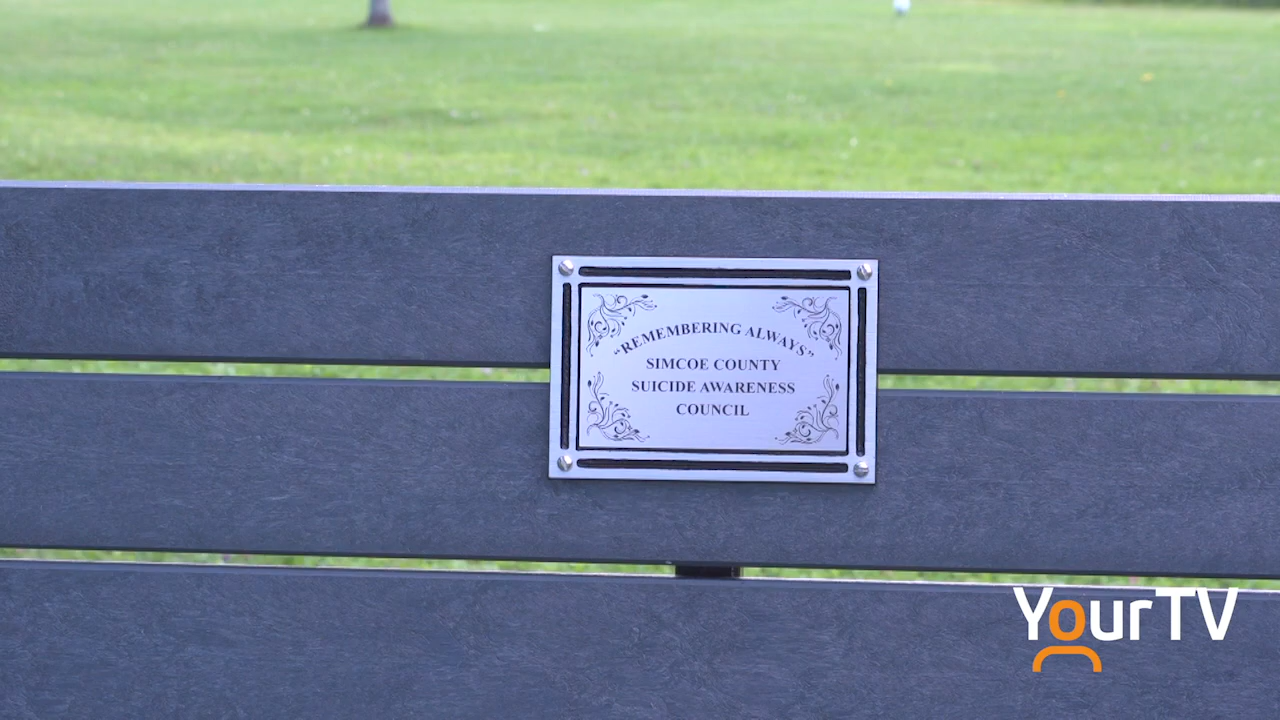 “REMEMBERING ALWAYS”
SIMCOE COUNTY
SUICIDE AWARENESS
COUNCIL
YourTV